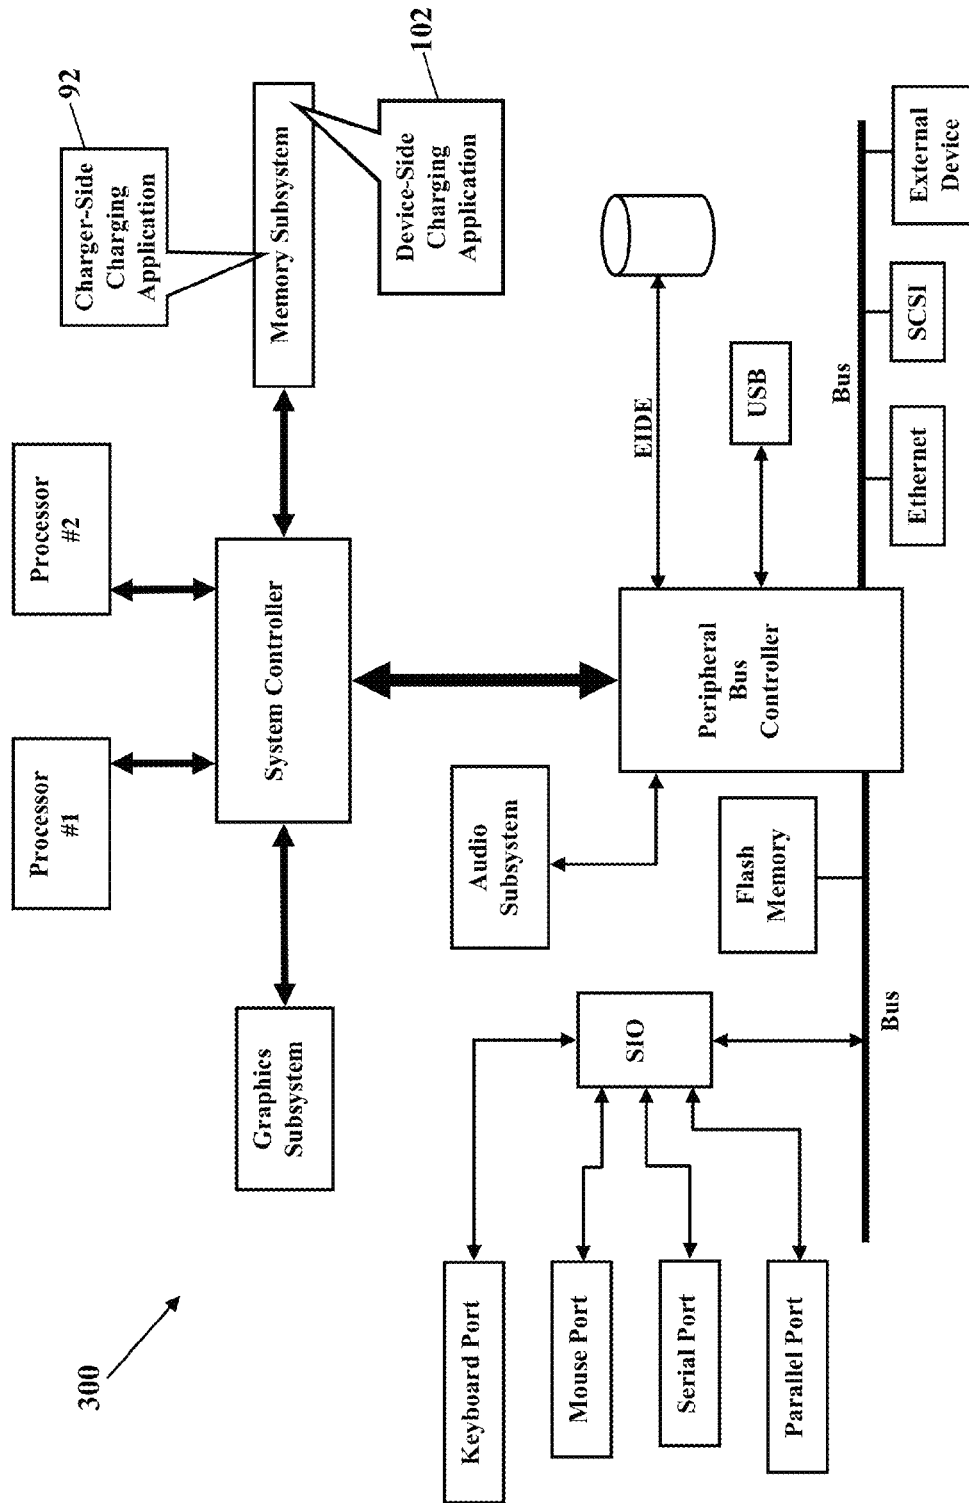 300
Processor
#1
Processor
#2
Charger-Side
Charging
Application
92
Graphics
Subsystem
System Controller
Memory Subsystem
Device-Side
Charging
Application
102
Keyboard Port
Mouse Port
Serial Port
Parallel Port
SIO
Audio
Subsystem
Flash
Memory
Peripheral
Bus
Controller
EIDE
USB
Bus
Bus
Ethernet
SCSI
External
Device